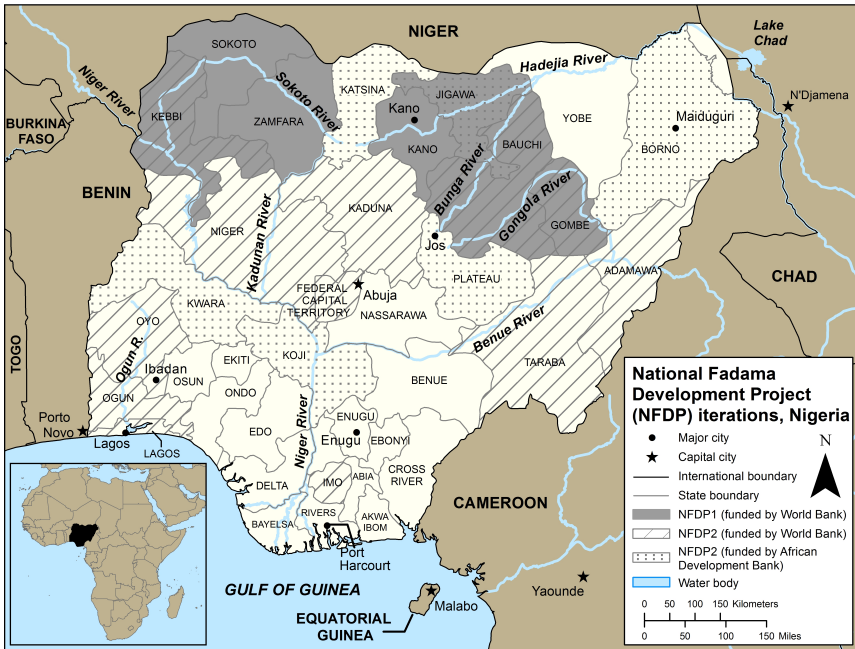 NIGER
Lake
Chad
SOKOTO
Hadejia River
Niger River
Sokoto River
KATSINA
JIGAWA
N'Djamena
KEBBI
ZAMFARA
Kano
YOBE
Maiduguri
BURKINA
FASO
KANO
BAUCHI
BORNO
BENIN
Bunga River
Gongola River
KADUNA
NIGER
Kadunan River
GOMBE
Jos
ADAMAWA
PLATEAU
CHAD
FEDERAL
CAPITAL
TERRITORY
Abuja
KWARA
NASSARAWA
Benue River
OYO
TOGO
Ogun R.
EKITI
KOJI
TARABA
Ibadan
OSUN
BENUE
ONDO
OGUN
Niger River
ENUGU
Porto
Novo
Enugu
EBONYI
EDO
Lagos
LAGOS
CROSS
RIVER
DELTA
IMO
ABIA
CAMEROON
RIVERS
AKWA
IBOM
BAYELSA
Port
Harcourt
GULF OF GUINEA
Malabo
Yaounde
EQUATORIAL
GUINEA
National Fadama
Development Project
(NFDP) iterations, Nigeria
Major city
N
Capital city
International boundary
State boundary
NFDP1 (funded by World Bank)
NFDP2 (funded by World Bank)
NFDP2 (funded by African
Development Bank)
Water body
0 50 100 150 Kilometers
0 50 100 150 Miles